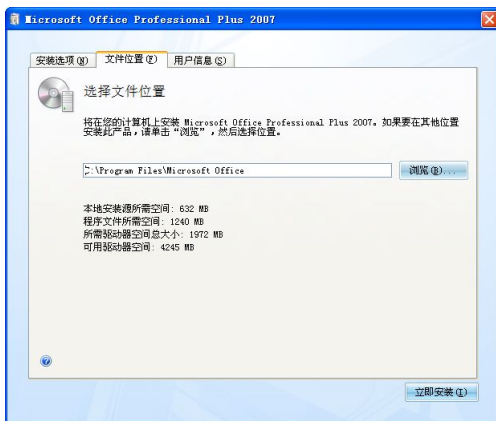 Microsoft Office Professional Plus 2007
安装选项(N) 文件位置(F) 用户信息(S)
选择文件位置
将在您的计算机上安装 Microsoft Office Professional Plus 2007。如果要在其他位置
安装此产品，请单击“浏览”，然后选择位置。
C:\Program Files\Microsoft Office 浏览(B)...
本地安装源所需空间: 632 MB
程序文件所需空间: 1240 MB
所需驱动器空间总大小: 1972 MB
可用驱动器空间: 4245 MB
立即安装(I)